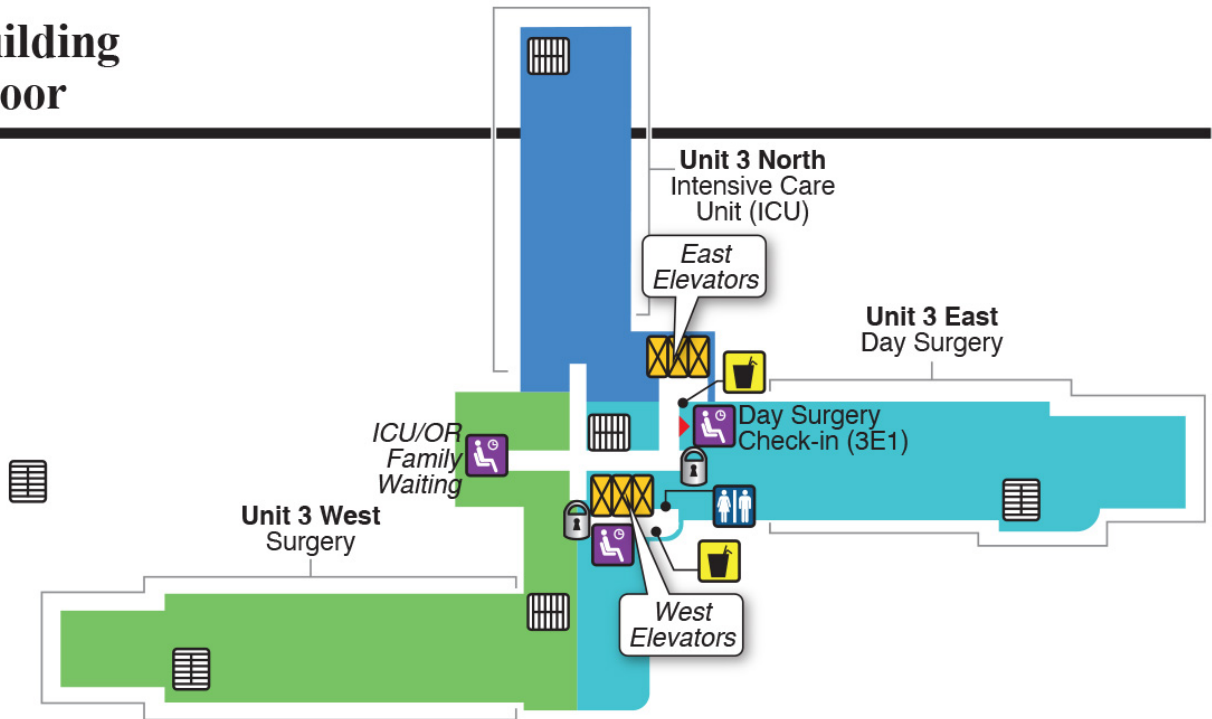 uilding
oor
Unit 3 North
Intensive Care
Unit (ICU)
East
Elevators
Unit 3 East
Day Surgery
Day Surgery
Check-in (3E1)
ICU/OR
Family
Waiting
Unit 3 West
Surgery
West
Elevators